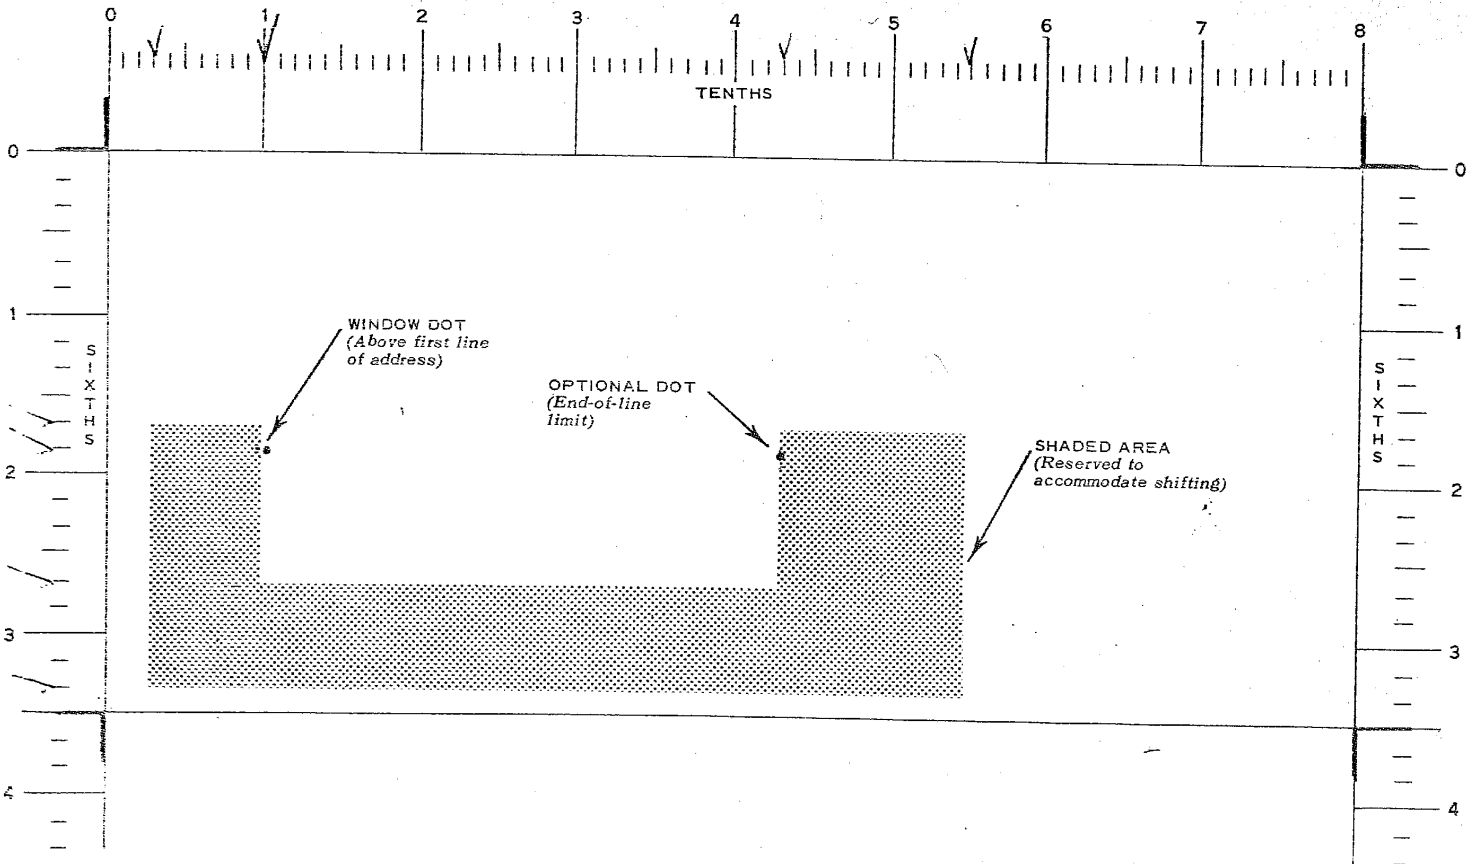 0 1 2 3 4 5 6 7 8
TENTHS
0
0
1
1
SIXTHS
SIXTHS
WINDOW DOT
(Above first line
of address)
OPTIONAL DOT
(End-of-line
limit)
SHADED AREA
(Reserved to
accommodate shifting)
2
2
3
3
4
4